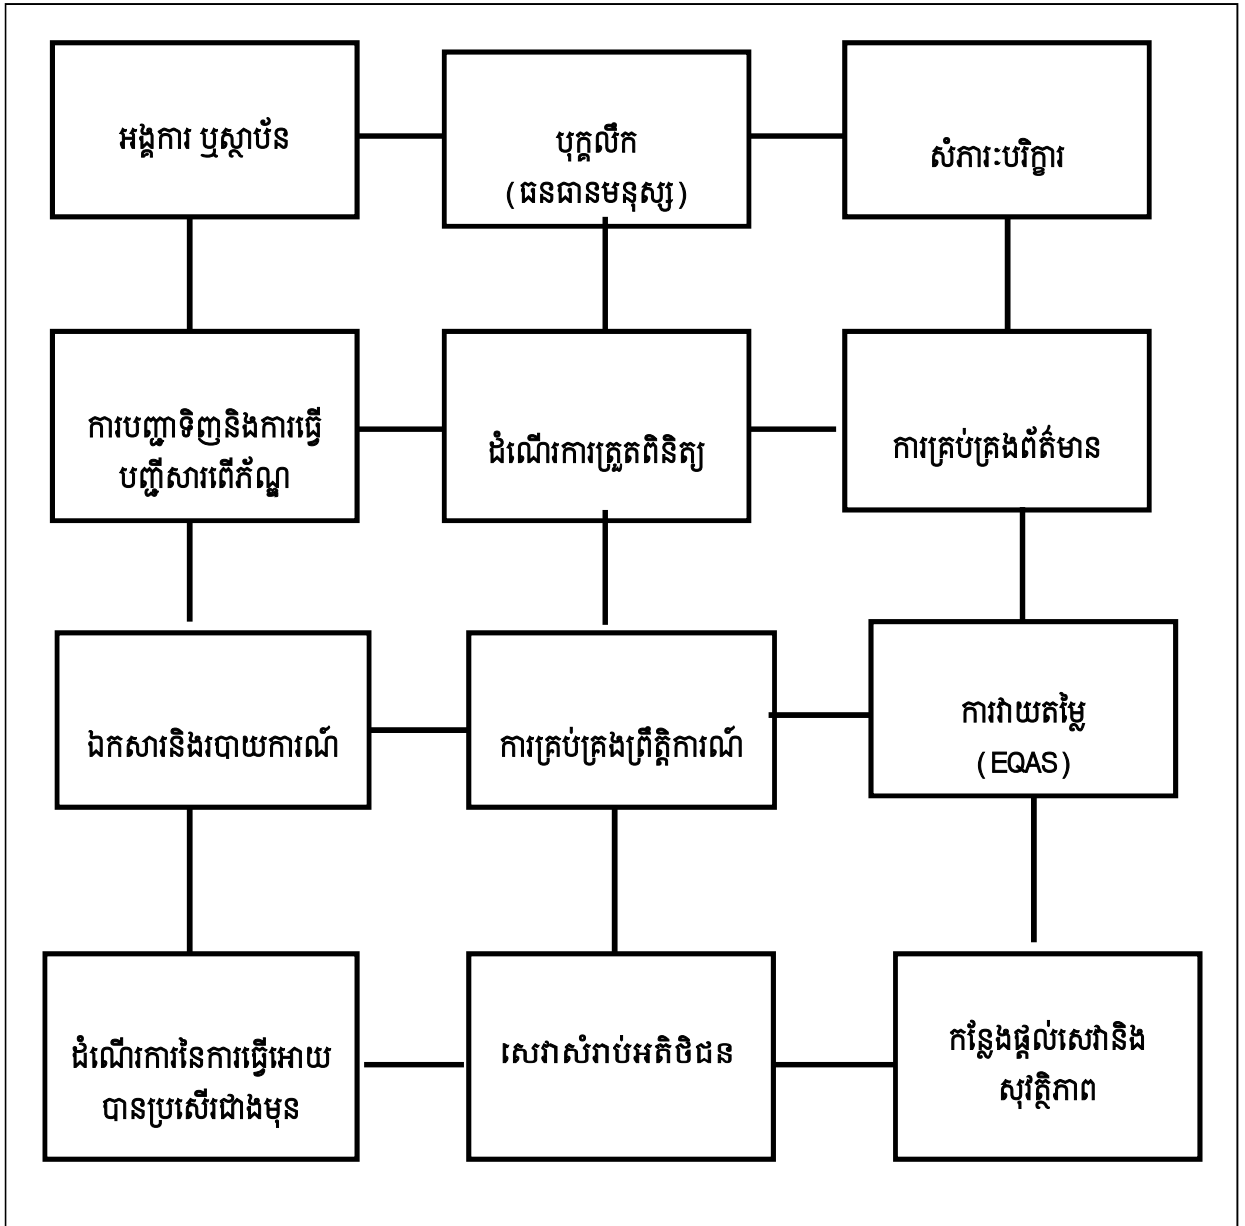 អង្គការ ឬស្ថាប័ន
បុគ្គលឹក
(ធនធានមនុស្ស)
សំភារៈបរិក្ខារ
ការបញ្ជាទិញនិងការធ្វើ
បញ្ជីសារពើភ័ណ្ឌ
ដំណើរការត្រួតពិនិត្យ
ការគ្រប់គ្រងព័ត៌មាន
ឯកសារនិងរបាយការណ៍
ការគ្រប់គ្រងព្រឹត្តិការណ៍
ការវាយតម្លៃ
(EQAS)
ដំណើរការនៃការធ្វើអោយ
បានប្រសើរជាងមុន
សេវាសំរាប់អតិថិជន
កន្លែងផ្តល់សេវានិង
សុវត្ថិភាព